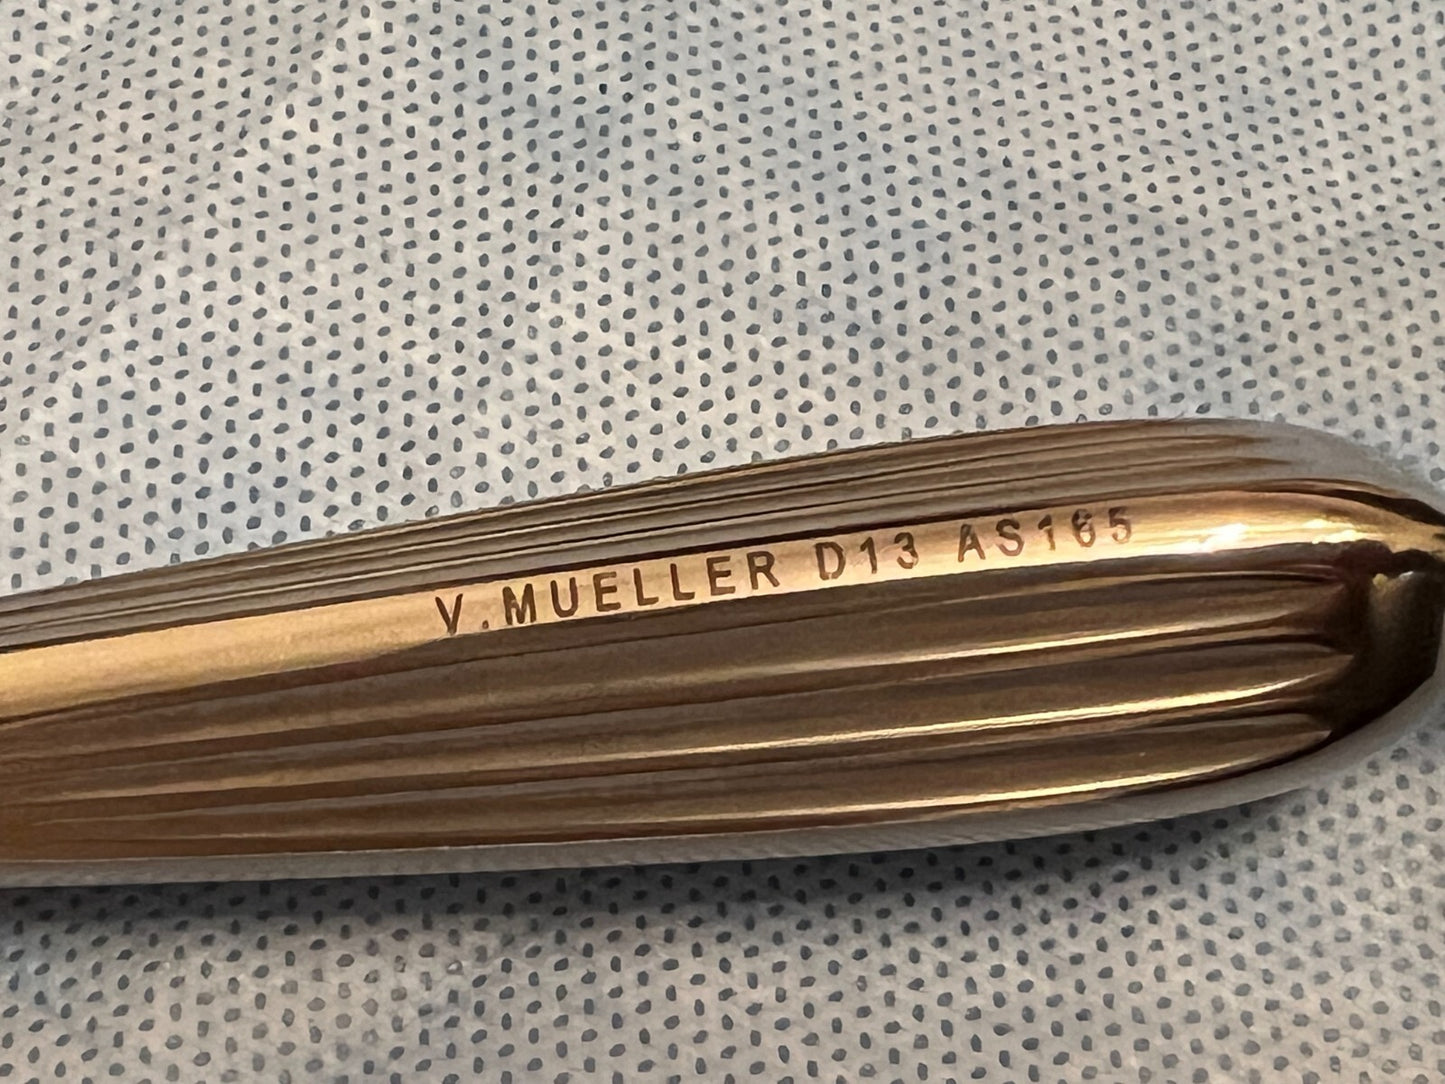 V. MUELLER D13 AS165